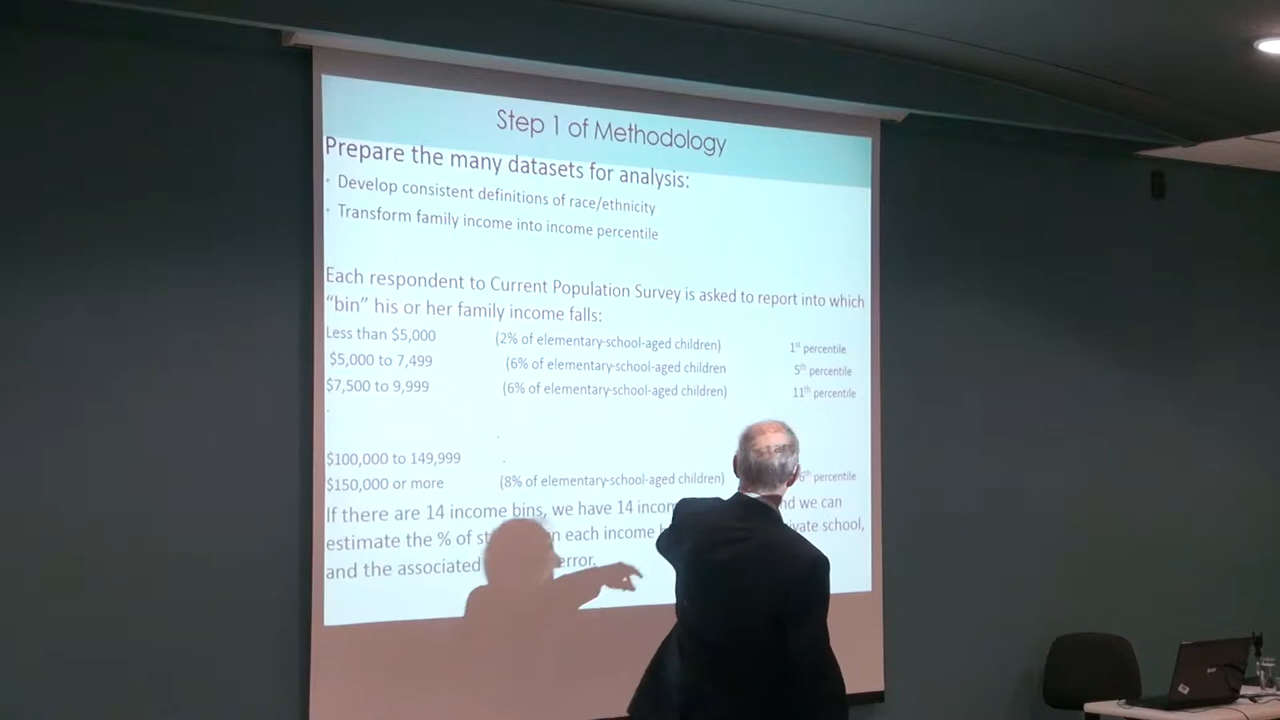 Step 1 of Methodology
Prepare the many datasets for analysis:
• Develop consistent definitions of race/ethnicity
• Transform family income into income percentile
Each respondent to Current Population Survey is asked to report into which
“bin” his or her family income falls:
Less than $5,000 (2% of elementary-school-aged children) 1st percentile
$5,000 to 7,499 (6% of elementary-school-aged children 5th percentile
$7,500 to 9,999 (6% of elementary-school-aged children) 11th percentile
.
.
$100,000 to 149,999 .
$150,000 or more (8% of elementary-school-aged children) percentile
If there are 14 income bins, we have 14 we can
estimate the % of each income school,
and the associated error.